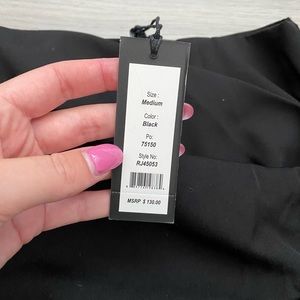 Size :
Medium
Color :
Black
Po:
75150
Style No:
RJ45053
MSRP $ 130.00